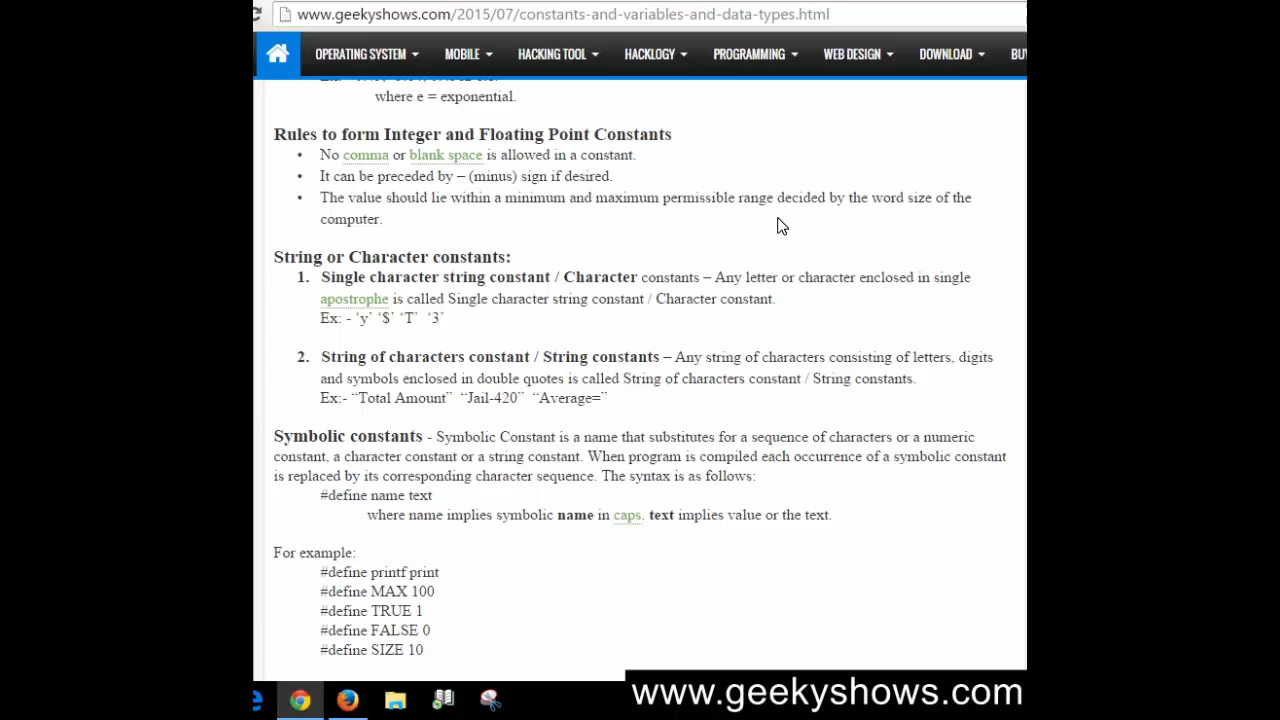 www.geekyshows.com/2015/07/constants-and-variables-and-data-types.html
OPERATING SYSTEM MOBILE HACKING TOOL HACKLOGY PROGRAMMING WEB DESIGN DOWNLOAD BU
where e = exponential.
Rules to form Integer and Floating Point Constants
• No comma or blank space is allowed in a constant.
• It can be preceded by – (minus) sign if desired.
• The value should lie within a minimum and maximum permissible range decided by the word size of the
computer.
String or Character constants:
1. Single character string constant / Character constants – Any letter or character enclosed in single
apostrophe is called Single character string constant / Character constant.
Ex: - ‘y’ ‘$’ ‘T’ ‘3’
2. String of characters constant / String constants – Any string of characters consisting of letters, digits
and symbols enclosed in double quotes is called String of characters constant / String constants.
Ex:- “Total Amount” “Jail-420” “Average=”
Symbolic constants - Symbolic Constant is a name that substitutes for a sequence of characters or a numeric
constant, a character constant or a string constant. When program is compiled each occurrence of a symbolic constant
is replaced by its corresponding character sequence. The syntax is as follows:
#define name text
where name implies symbolic name in caps. text implies value or the text.
For example:
#define printf print
#define MAX 100
#define TRUE 1
#define FALSE 0
#define SIZE 10
www.geekyshows.com